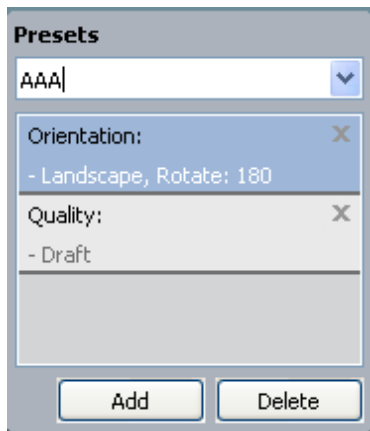 Presets
AAA
Orientation:
- Landscape, Rotate: 180
Quality:
- Draft
Add Delete